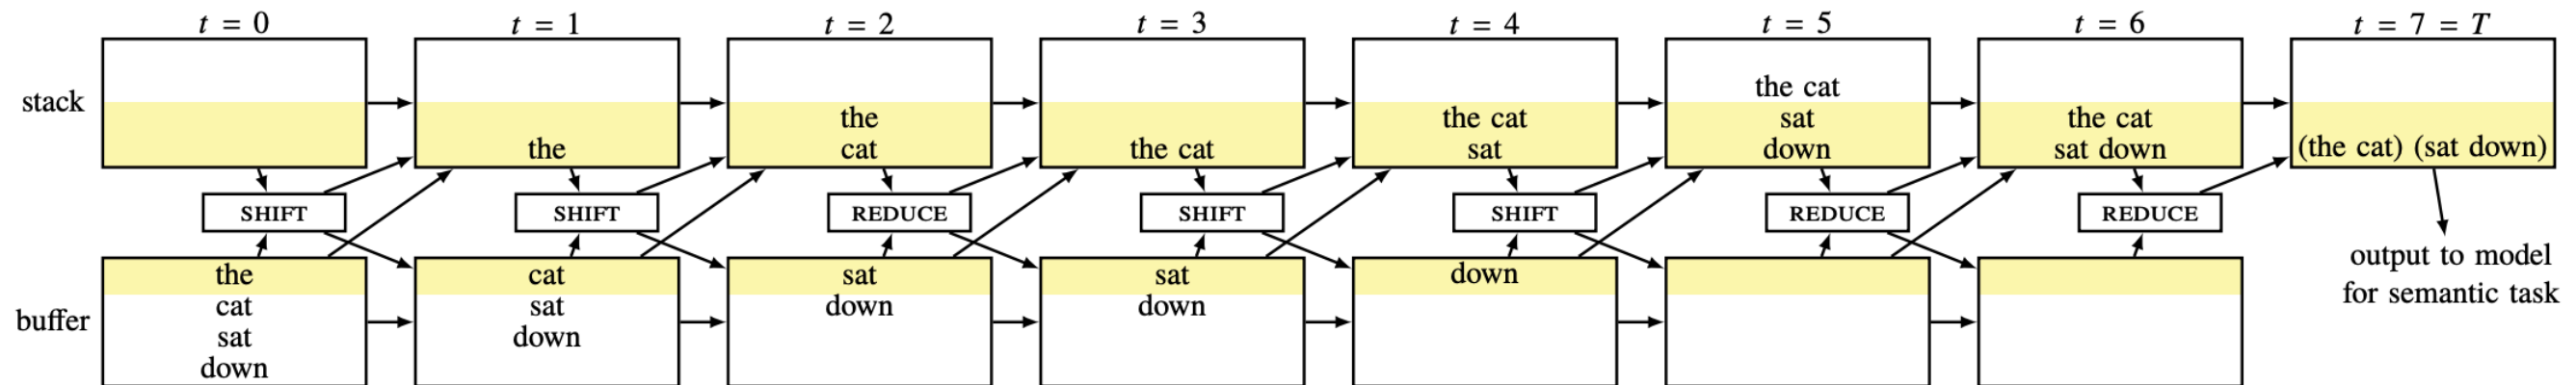 t = 0 t = 1 t = 2 t = 3 t = 4 t = 5 t = 6 t = 7 = T
stack
the
the
cat
the cat
the cat
sat
the cat
sat
down
the cat
sat down
(the cat) (sat down)
SHIFT SHIFT REDUCE SHIFT SHIFT REDUCE REDUCE
buffer
the
cat
sat
down
cat
sat
down
sat
down
sat
down
down
output to model
for semantic task